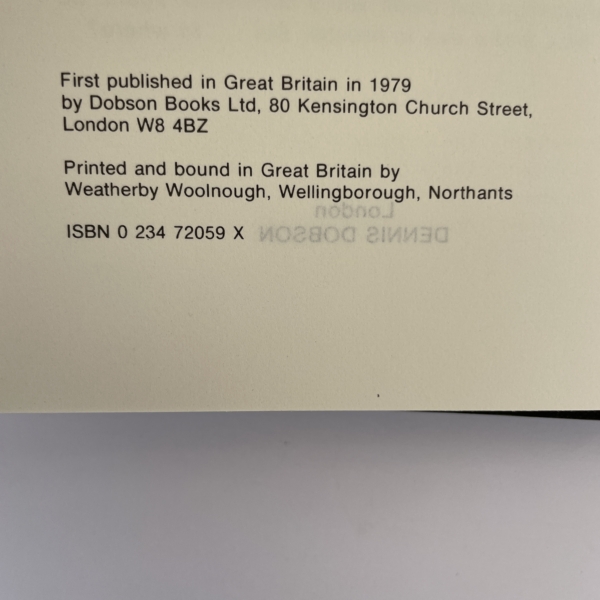 First published in Great Britain in 1979
by Dobson Books Ltd, 80 Kensington Church Street,
London W8 4BZ
Printed and bound in Great Britain by
Weatherby Woolnough, Wellingborough, Northants
London
ISBN 0 234 72059 X
DENNIS DOBSON